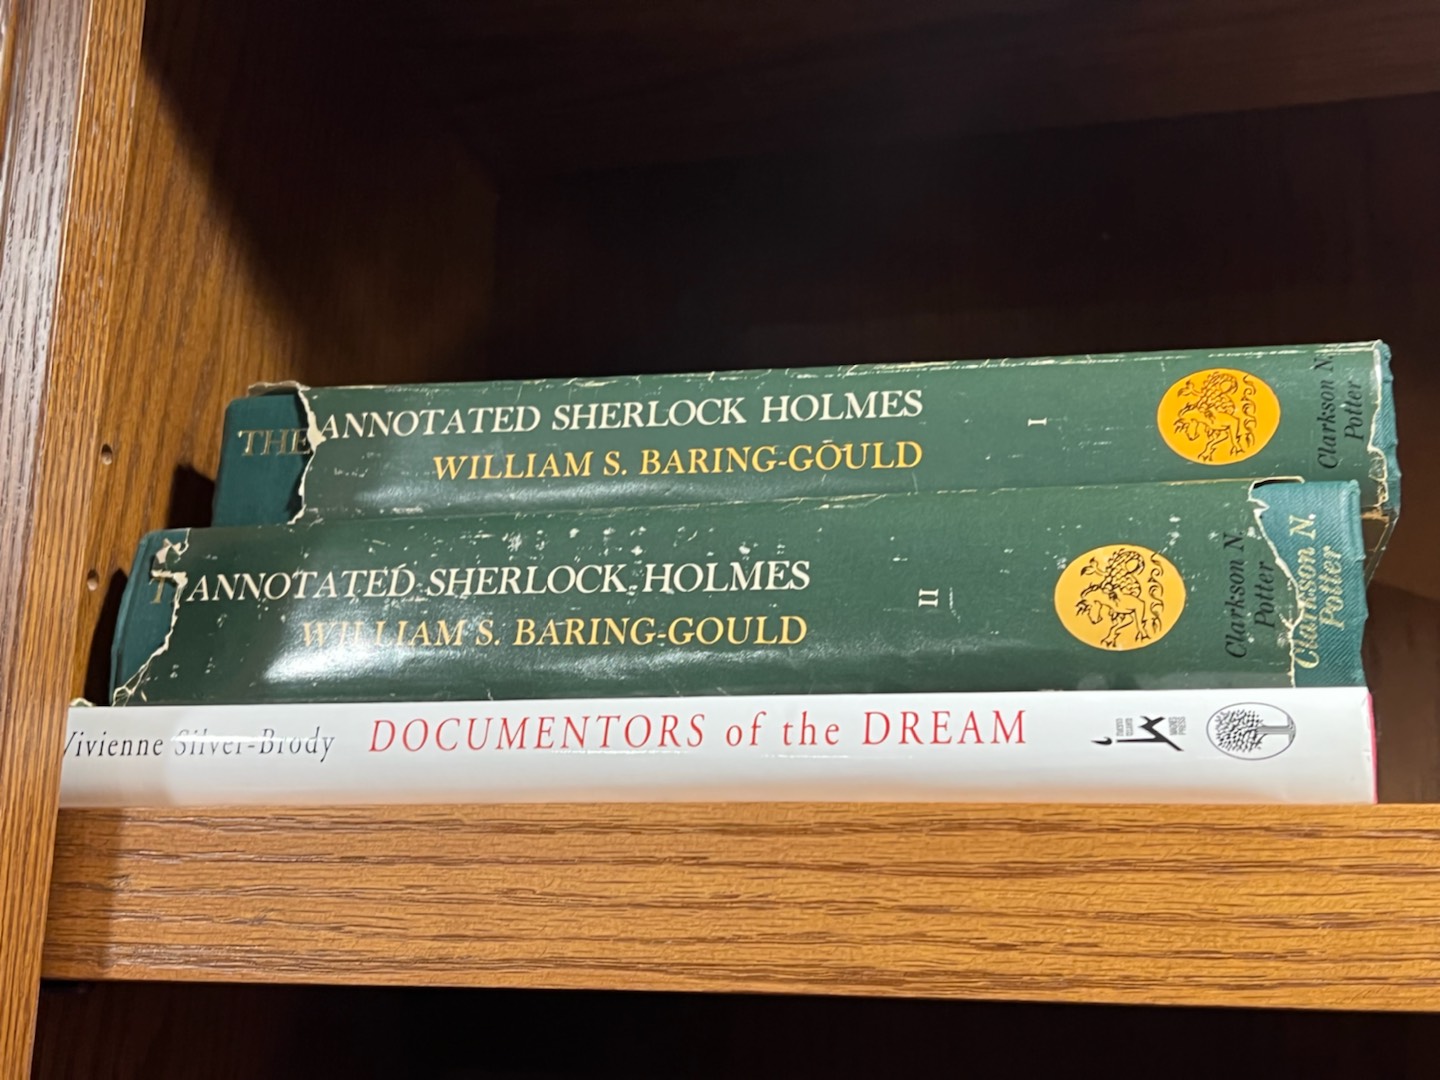 THE ANNOTATED SHERLOCK HOLMES
WILLIAM S. BARING-GOULD
I
Clarkson N.
Potter
ANNOTATED SHERLOCK HOLMES
WILLIAM S. BARING-GOULD
II
Clarkson N.
Potter
Clarkson N.
Potter
Vivienne Silver-Brody DOCUMENTORS of the DREAM